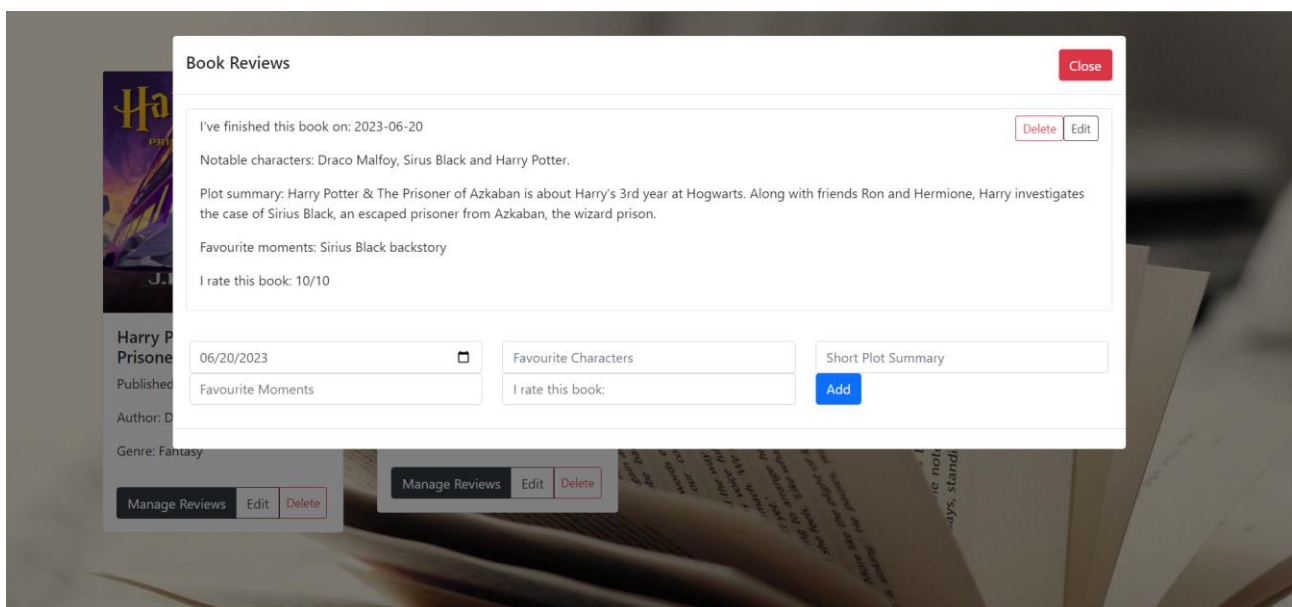 Book Reviews
Close
I've finished this book on: 2023-06-20
Delete Edit
Notable characters: Draco Malfoy, Sirus Black and Harry Potter.
Plot summary: Harry Potter & The Prisoner of Azkaban is about Harry's 3rd year at Hogwarts. Along with friends Ron and Hermione, Harry investigates
the case of Sirius Black, an escaped prisoner from Azkaban, the wizard prison.
Favourite moments: Sirius Black backstory
I rate this book: 10/10
06/20/2023
Favourite Characters
Short Plot Summary
Favourite Moments
I rate this book:
Add
Ha
PRI
J.
Harry P
Prisone
Published
Author: D
Genre: Fantasy
Manage Reviews Edit Delete
Manage Reviews Edit Delete